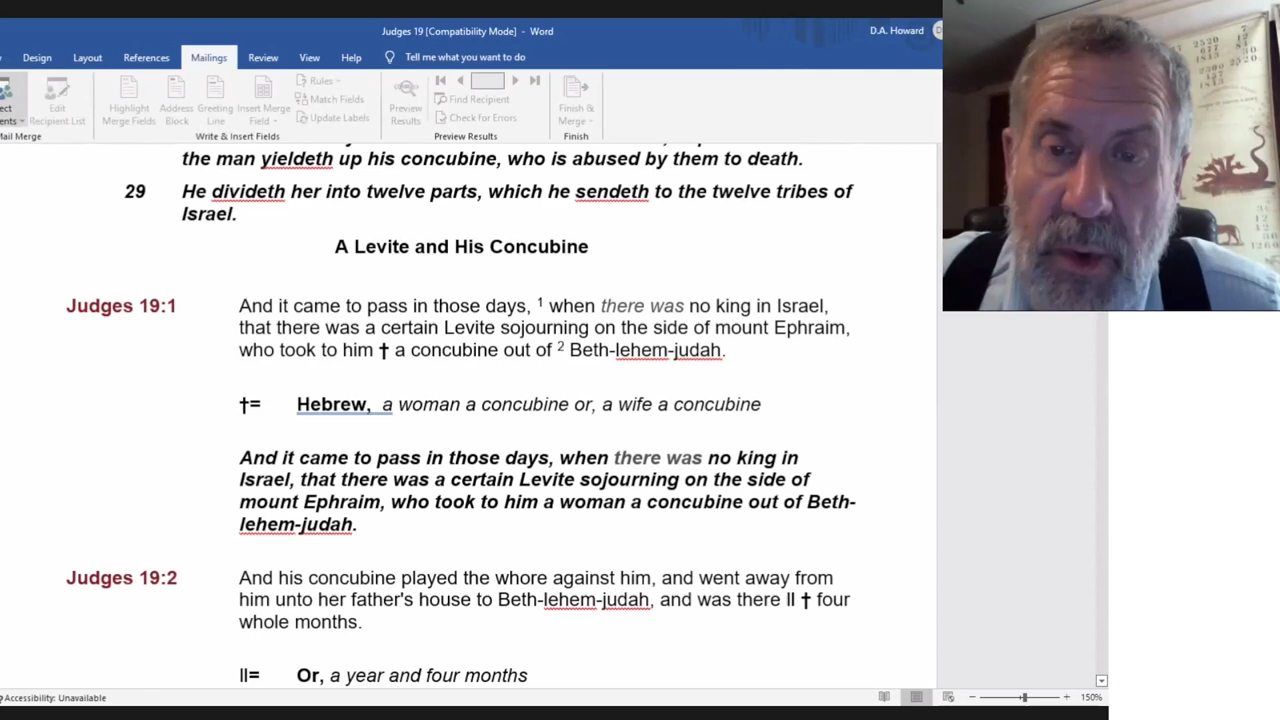 Judges 19 [Compatibility Mode] - Word
D.A. Howard
Design Layout References Mailings Review View Help Tell me what you want to do
Edit Recipient List
Highlight Merge Fields
Address Block
Greeting Line
Insert Merge Field
Rules
Match Fields
Update Labels
Preview Results
Find Recipient
Check for Errors
Finish & Merge
Mail Merge
Write & Insert Fields
Preview Results
Finish
the man yieldeth up his concubine, who is abused by them to death.
29 He divideth her into twelve parts, which he sendeth to the twelve tribes of
Israel.
A Levite and His Concubine
Judges 19:1 And it came to pass in those days, 1 when there was no king in Israel,
that there was a certain Levite sojourning on the side of mount Ephraim,
who took to him † a concubine out of 2 Beth-lehem-judah.
†= Hebrew, a woman a concubine or, a wife a concubine
And it came to pass in those days, when there was no king in
Israel, that there was a certain Levite sojourning on the side of
mount Ephraim, who took to him a woman a concubine out of Beth-
lehem-judah.
Judges 19:2 And his concubine played the whore against him, and went away from
him unto her father's house to Beth-lehem-judah, and was there ll † four
whole months.
ll= Or, a year and four months
Accessibility: Unavailable
150%